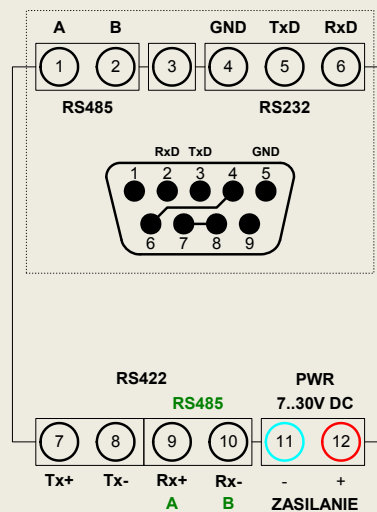 A B GND TxD RxD
1 2 3 4 5 6
RS485 RS232
RxD TxD GND
1 2 3 4 5
6 7 8 9
RS422 PWR
RS485 7..30V DC
7 8 9 10 11 12
Tx+ Tx- Rx+ Rx- - +
A B ZASILANIE